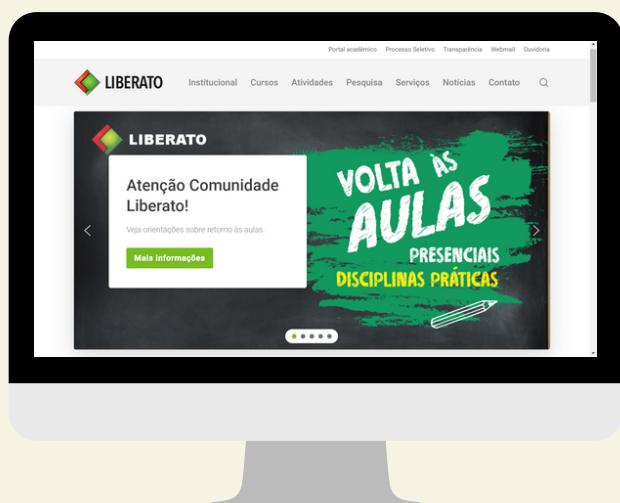 Portal acadêmico Processo Seletivo Transparência Webmail Ouvidoria
LIBERATO Institucional Cursos Atividades Pesquisa Serviços Notícias Contato
LIBERATO
Atenção Comunidade
Liberato!
Veja orientações sobre retorno às aulas.
Mais informações
VOLTA ÀS
AULAS
PRESENCIAIS
DISCIPLINAS PRÁTICAS